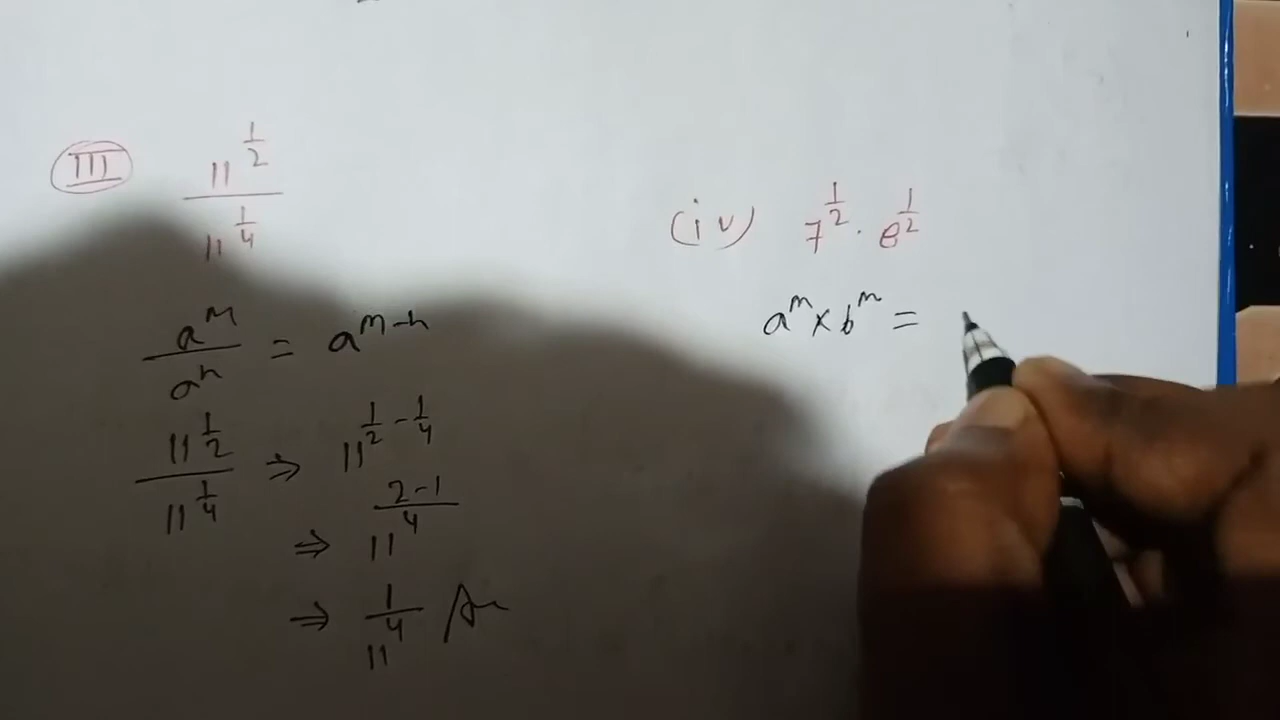 III 11^{1/2} / 11^{1/4}
a^m / a^n = a^{m-n}
11^{1/2} / 11^{1/4} ⇒ 11^{1/2 - 1/4}
⇒ 11^{(2-1)/4}
⇒ 11^{1/4} An
(iv) 7^{1/2} · 8^{1/2}
a^m × b^m =